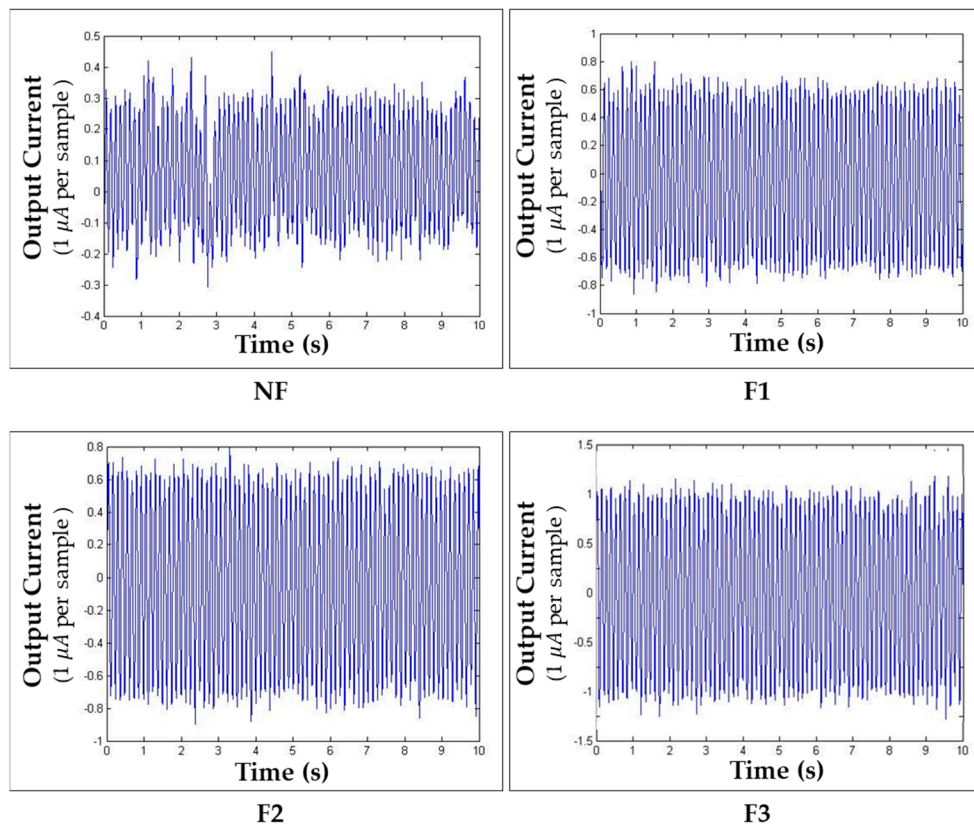 Output Current
(1 μA per sample )
0.5
0.4
0.3
0.2
0.1
0
-0.1
-0.2
-0.3
-0.4
0 1 2 3 4 5 6 7 8 9 10
Time (s)
NF
Output Current
(1 μA per sample )
1
0.8
0.6
0.4
0.2
0
-0.2
-0.4
-0.6
-0.8
-1
0 1 2 3 4 5 6 7 8 9 10
Time (s)
F1
Output Current
(1 μA per sample )
0.8
0.6
0.4
0.2
0
-0.2
-0.4
-0.6
-0.8
-1
0 1 2 3 4 5 6 7 8 9 10
Time (s)
F2
Output Current
(1 μA per sample )
1.5
1
0.5
0
-0.5
-1
-1.5
0 1 2 3 4 5 6 7 8 9 10
Time (s)
F3